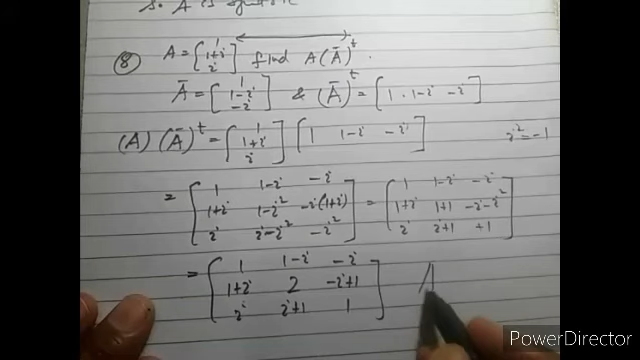 So A is
⑧ A = [1 1+i i] find A(Ā)ᵗ.
Ā = [1 1-i -i] & (Ā)ᵗ = [1 . 1-i -i]
(A) (Ā)ᵗ = [1 1+i i] [1 1-i -i] i² = -1
= [1 1-i -i = [1 1-i -i
1+i 1-i² -i(1+i) 1+i 1+1 -i-i²
i i-i² -i²] i i+1 +1]
= [1 1-i -i
1+i 2 -i+1
i i+1 1]
PowerDirector